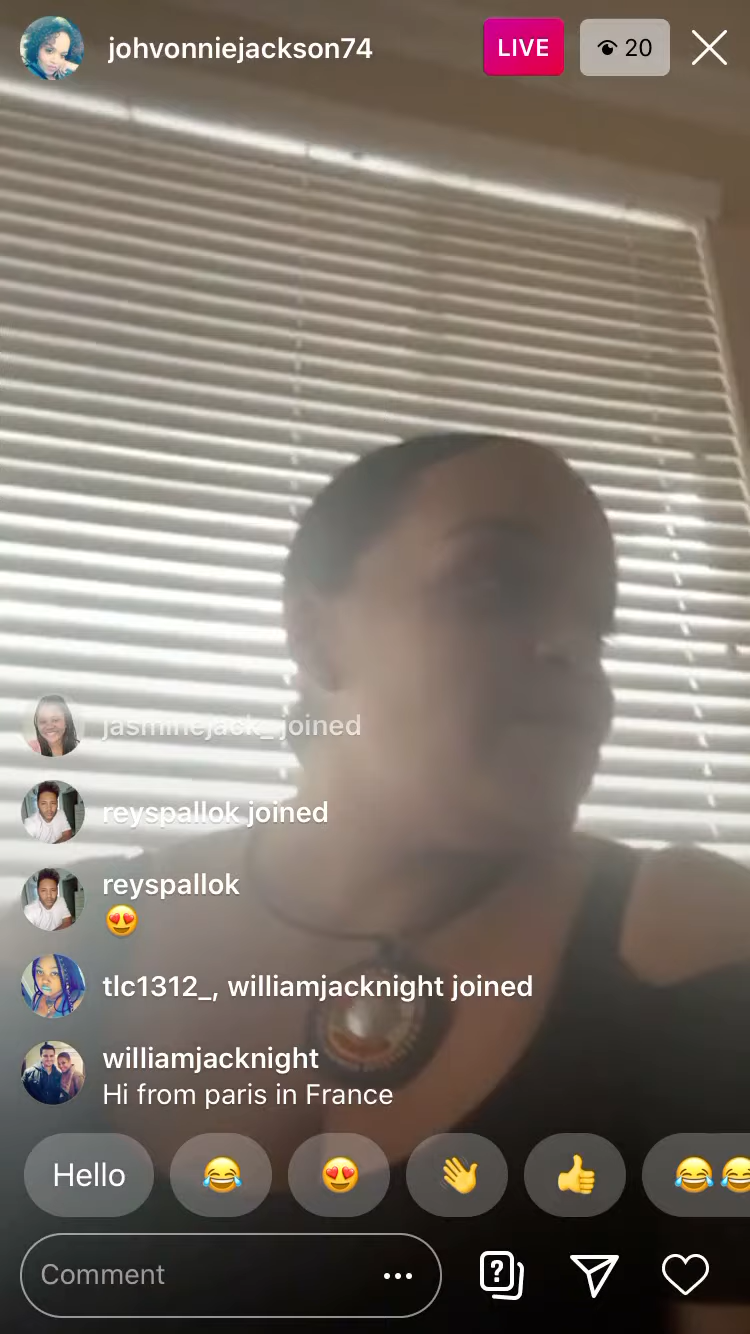 johvonniejackson74
LIVE
20
jasminejack_ joined
reyspallok joined
reyspallok
😍
tlc1312_, williamjacknight joined
williamjacknight
Hi from paris in France
Hello 😂 😍 👋 👍 😂😂
Comment